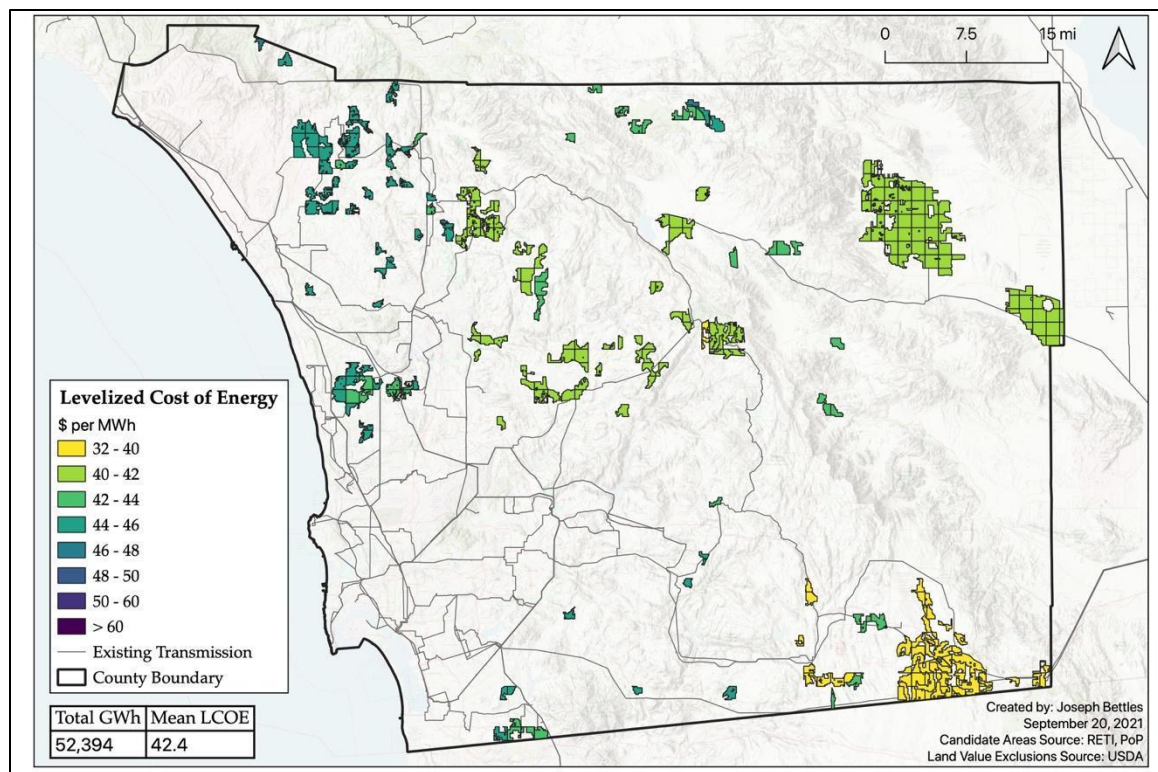 0 7.5 15 mi
Levelized Cost of Energy
$ per MWh
32 - 40
40 - 42
42 - 44
44 - 46
46 - 48
48 - 50
50 - 60
> 60
Existing Transmission
County Boundary
Total GWh Mean LCOE
52,394 42.4
Created by: Joseph Bettles
September 20, 2021
Candidate Areas Source: RETI, PoP
Land Value Exclusions Source: USDA